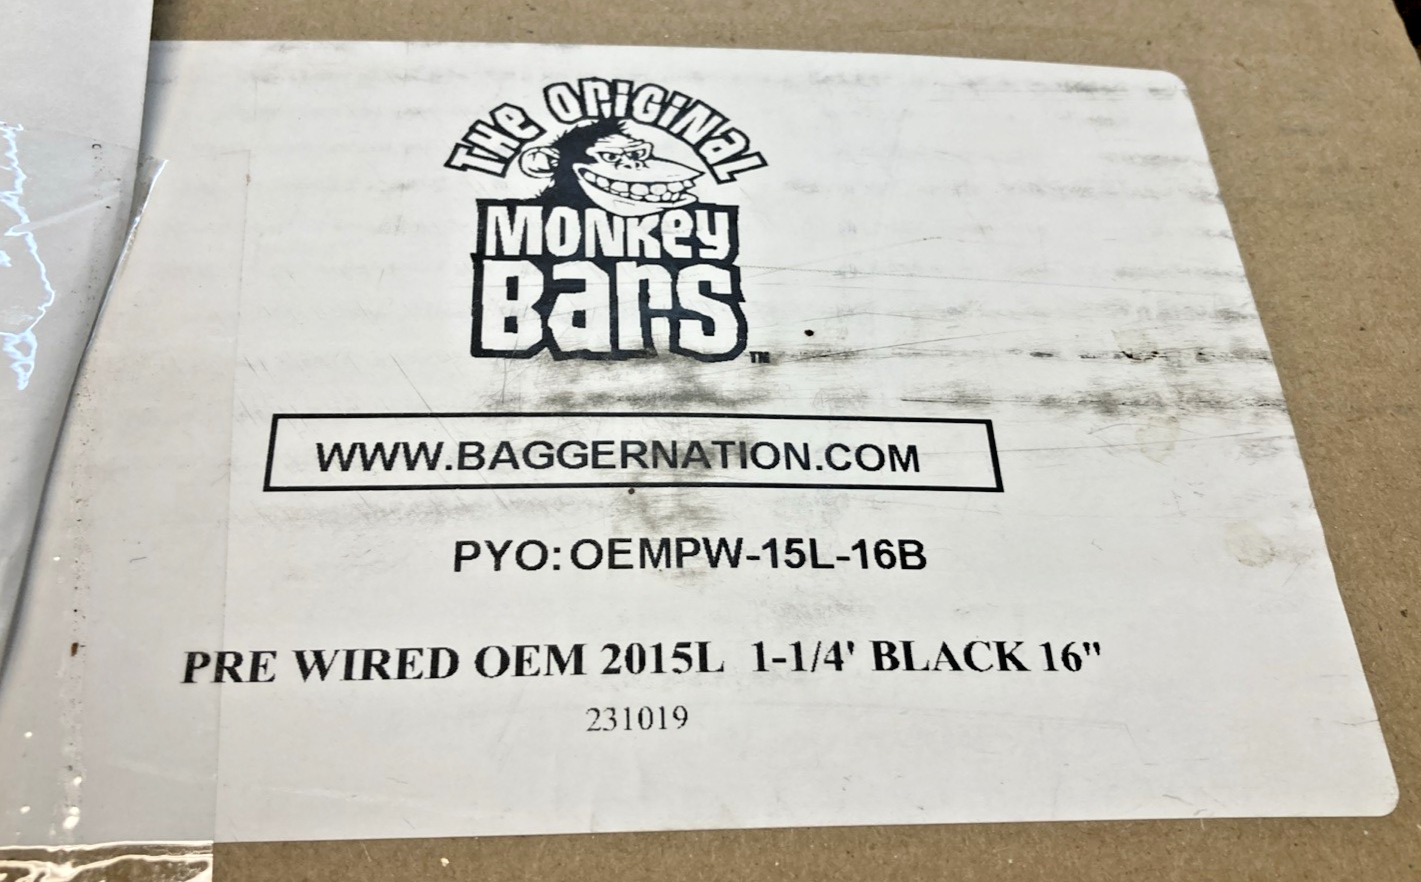 THE ORiGiNaL
MONKeY
BarS
TM
WWW.BAGGERNATION.COM
PYO:OEMPW-15L-16B
PRE WIRED OEM 2015L 1-1/4' BLACK 16"
231019